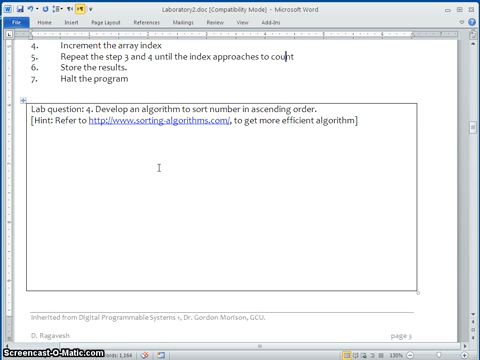 Laboratory2.doc [Compatibility Mode] - Microsoft Word
File Home Insert Page Layout References Mailings Review View Add-Ins
4. Increment the array index
5. Repeat the step 3 and 4 until the index approaches to count
6. Store the results.
7. Halt the program
Lab question: 4. Develop an algorithm to sort number in ascending order.
[Hint: Refer to http://www.sorting-algorithms.com/, to get more efficient algorithm]
Inherited from Digital Programmable Systems 1, Dr. Gordon Morison, GCU.
D. Ragavesh page 3
Screencast-O-Matic.com words: 1,164 130%